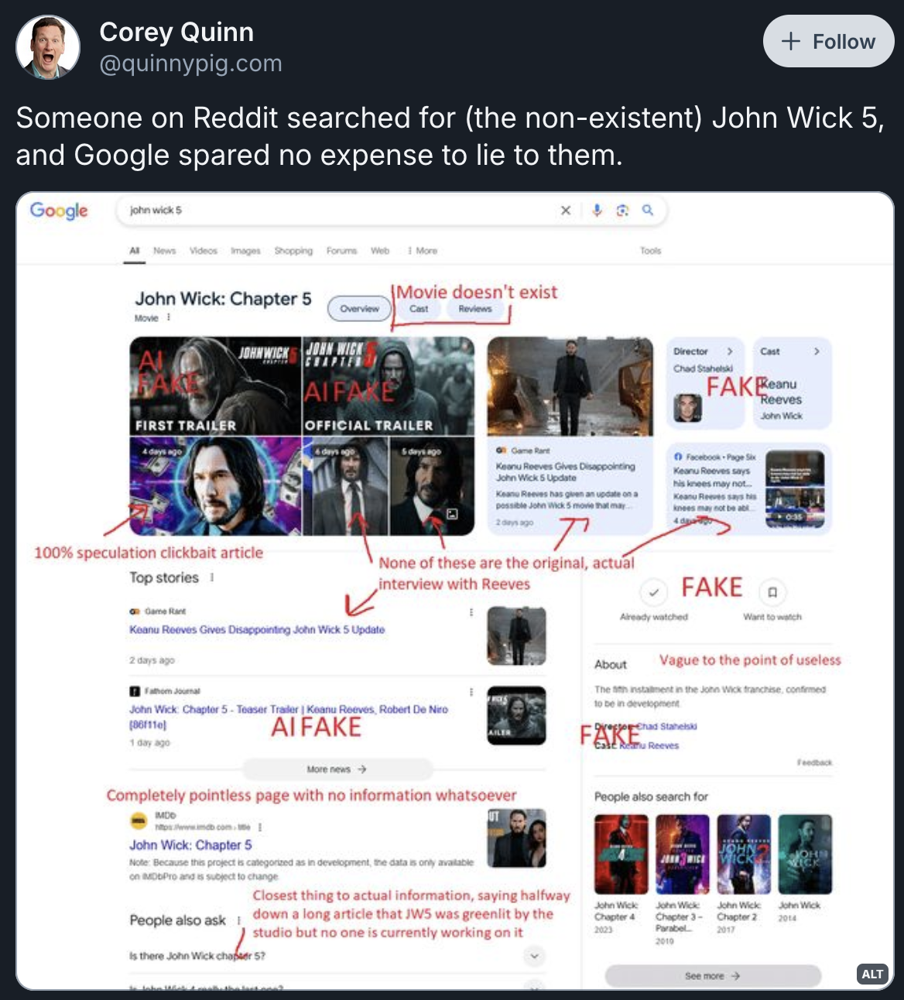 Corey Quinn
@quinnypig.com
+ Follow
Someone on Reddit searched for (the non-existent) John Wick 5,
and Google spared no expense to lie to them.
Google
john wick 5
All News Videos Images Shopping Forums Web More
Tools
Movie doesn't exist
John Wick: Chapter 5
Movie
Overview
Cast
Reviews
AI
FAKE
JOHNWICK 5
CHAPTER
FIRST TRAILER
JOHN WICK 5
CHAPTER
AI FAKE
OFFICIAL TRAILER
4 days ago
6 days ago
5 days ago
Game Rant
Keanu Reeves Gives Disappointing
John Wick 5 Update
Keanu Reeves has given an update on a
possible John Wick 5 movie that may...
2 days ago
Director
Chad Stahelski
FAKE
Cast
Keanu
Reeves
John Wick
Facebook • Page Six
Keanu Reeves says
his knees may not...
Keanu Reeves says his
knees may not be abl...
4 days ago
0:35
100% speculation clickbait article
None of these are the original, actual
interview with Reeves
Top stories
Game Rant
Keanu Reeves Gives Disappointing John Wick 5 Update
2 days ago
Fathom Journal
John Wick: Chapter 5 - Teaser Trailer | Keanu Reeves, Robert De Niro
[86f11e]
AI FAKE
1 day ago
AILER
More news →
Completely pointless page with no information whatsoever
IMDb
https://www.imdb.com › title
John Wick: Chapter 5
Note: Because this project is categorized as in development, the data is only available
on IMDbPro and is subject to change.
UT
Closest thing to actual information, saying halfway
down a long article that JW5 was greenlit by the
studio but no one is currently working on it
People also ask
Is there John Wick chapter 5?
Is John Wick 4 really the last one?
FAKE
Already watched
Want to watch
About
Vague to the point of useless
The fifth installment in the John Wick franchise, confirmed
to be in development.
Director: Chad Stahelski
FAKE
Cast: Keanu Reeves
Feedback
People also search for
4
JOHN WICK
JOHN
WICK 2
JOHN
WICK
John Wick:
Chapter 4
2023
John Wick:
Chapter 3 –
Parabel...
2019
John Wick:
Chapter 2
2017
John Wick
2014
See more →
ALT